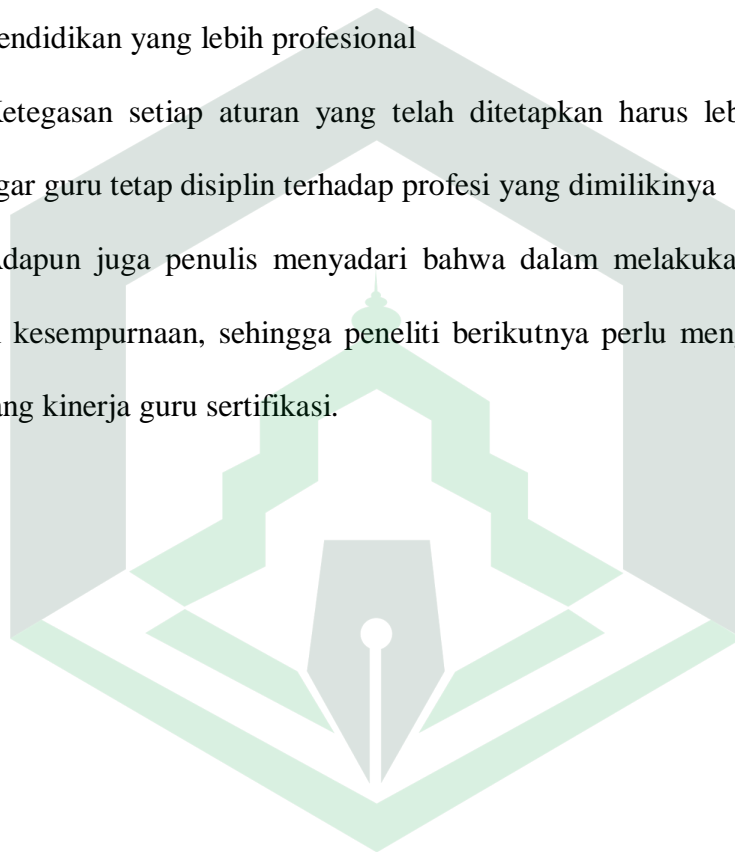 endidikan yang lebih profesional
etegasan setiap aturan yang telah ditetapkan harus leb
gar guru tetap disiplin terhadap profesi yang dimilikinya
dapun juga penulis menyadari bahwa dalam melakuka
kesempurnaan, sehingga peneliti berikutnya perlu men
ang kinerja guru sertifikasi.